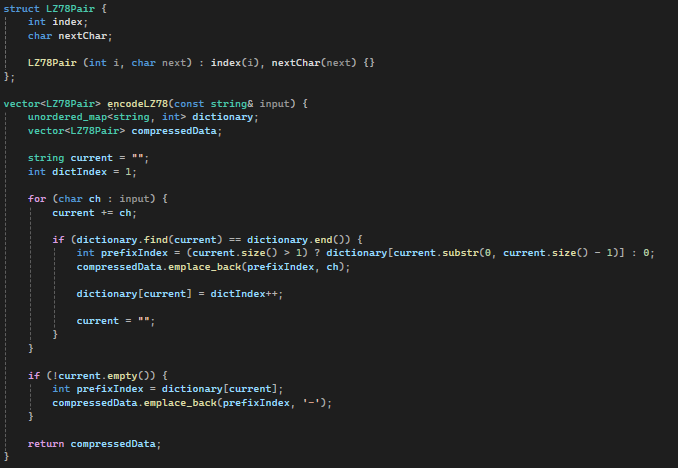 struct LZ78Pair {
    int index;
    char nextChar;

    LZ78Pair (int i, char next) : index(i), nextChar(next) {}
};

vector<LZ78Pair> encodeLZ78(const string& input) {
    unordered_map<string, int> dictionary;
    vector<LZ78Pair> compressedData;

    string current = "";
    int dictIndex = 1;

    for (char ch : input) {
        current += ch;

        if (dictionary.find(current) == dictionary.end()) {
            int prefixIndex = (current.size() > 1) ? dictionary[current.substr(0, current.size() - 1)] : 0;
            compressedData.emplace_back(prefixIndex, ch);

            dictionary[current] = dictIndex++;

            current = "";
        }
    }

    if (!current.empty()) {
        int prefixIndex = dictionary[current];
        compressedData.emplace_back(prefixIndex, '-');
    }

    return compressedData;
}